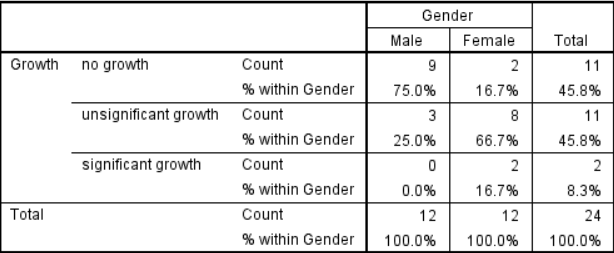 Gender
Male Female Total
Growth no growth Count 9 2 11
% within Gender 75.0% 16.7% 45.8%
unsignificant growth Count 3 8 11
% within Gender 25.0% 66.7% 45.8%
significant growth Count 0 2 2
% within Gender 0.0% 16.7% 8.3%
Total Count 12 12 24
% within Gender 100.0% 100.0% 100.0%